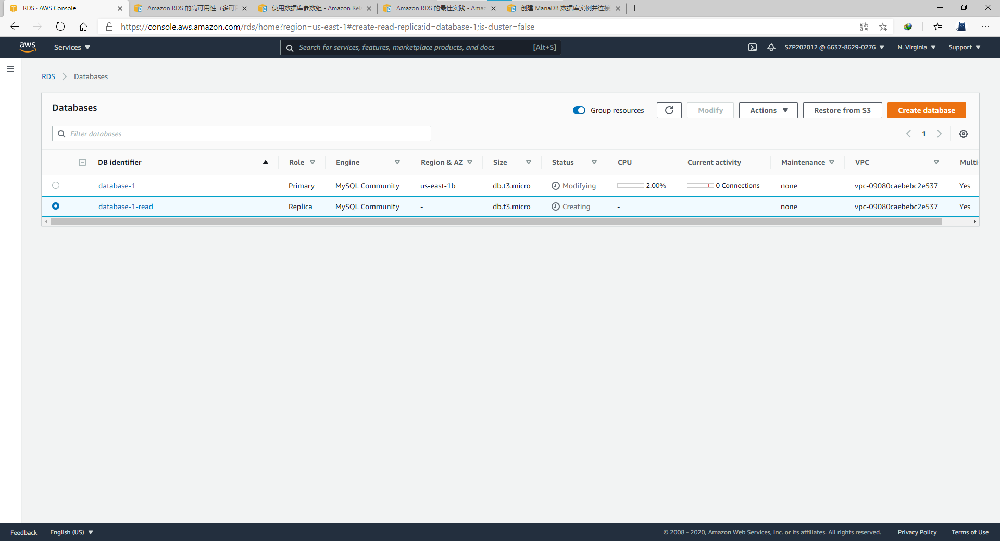 RDS · AWS Console
Amazon RDS 的高可用性（多可用
使用数据库参数组 - Amazon Rela
Amazon RDS 的最佳实践 - Amaz
创建 MariaDB 数据库实例并连接
https://console.aws.amazon.com/rds/home?region=us-east-1#create-read-replica:id=database-1;is-cluster=false
aws Services Search for services, features, marketplace products, and docs [Alt+S] SZP202012 @ 6637-8629-0276 N. Virginia Support
RDS Databases
Databases Group resources Modify Actions Restore from S3 Create database
Filter databases 1
DB identifier Role Engine Region & AZ Size Status CPU Current activity Maintenance VPC Multi-
database-1 Primary MySQL Community us-east-1b db.t3.micro Modifying 2.00% 0 Connections none vpc-09080caebebc2e537 Yes
database-1-read Replica MySQL Community - db.t3.micro Creating - none vpc-09080caebebc2e537 Yes
Feedback English (US) © 2008 - 2020, Amazon Web Services, Inc. or its affiliates. All rights reserved. Privacy Policy Terms of Use